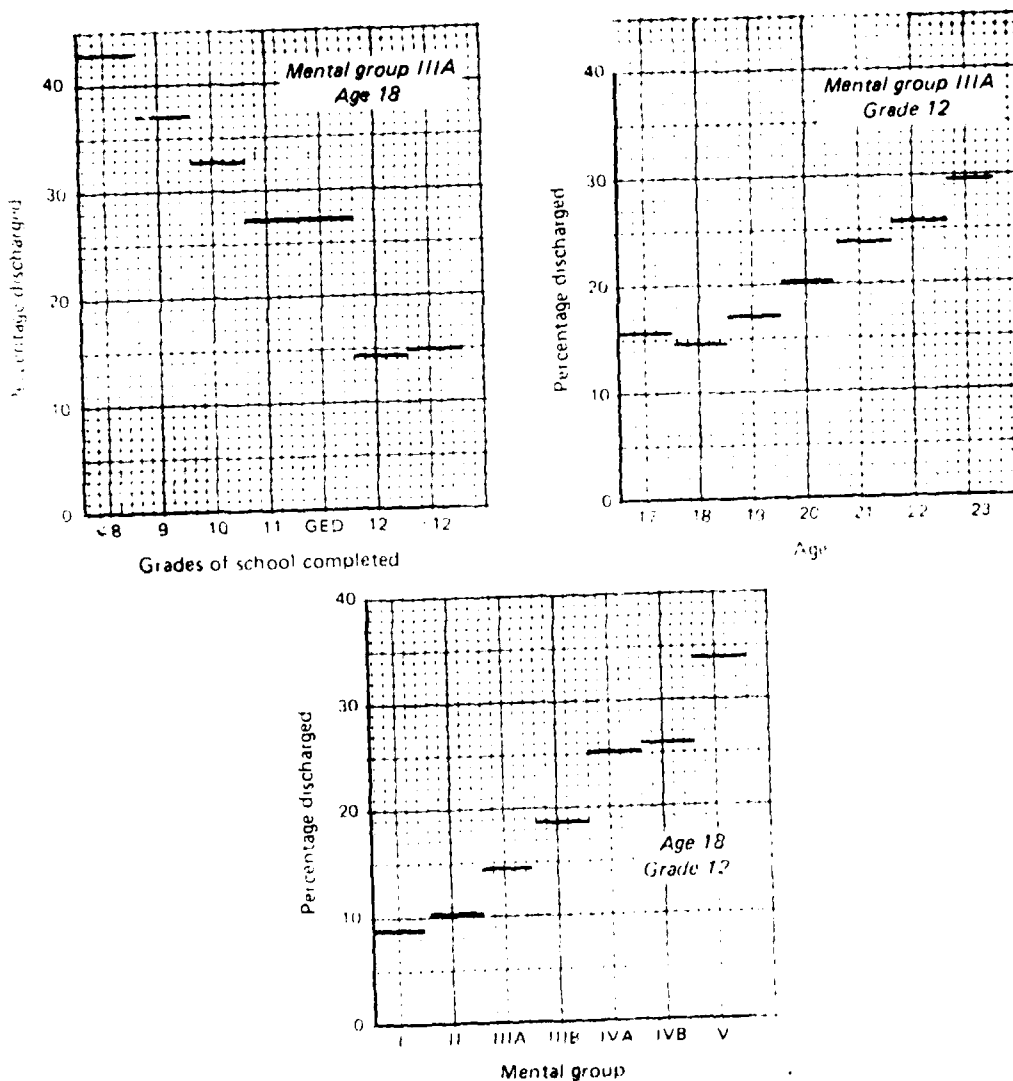 Mental group IIIA
Age 18
40
30
20
10
0
Percentage discharged
<8 9 10 11 GED 12
Grades of school completed
Mental group IIIA
Grade 12
40
30
20
10
0
Percentage discharged
17 18 19 20 21 22 23
Age
40
30
20
10
0
Percentage discharged
Age 18
Grade 12
I II IIIA IIIB IVA IVB V
Mental group